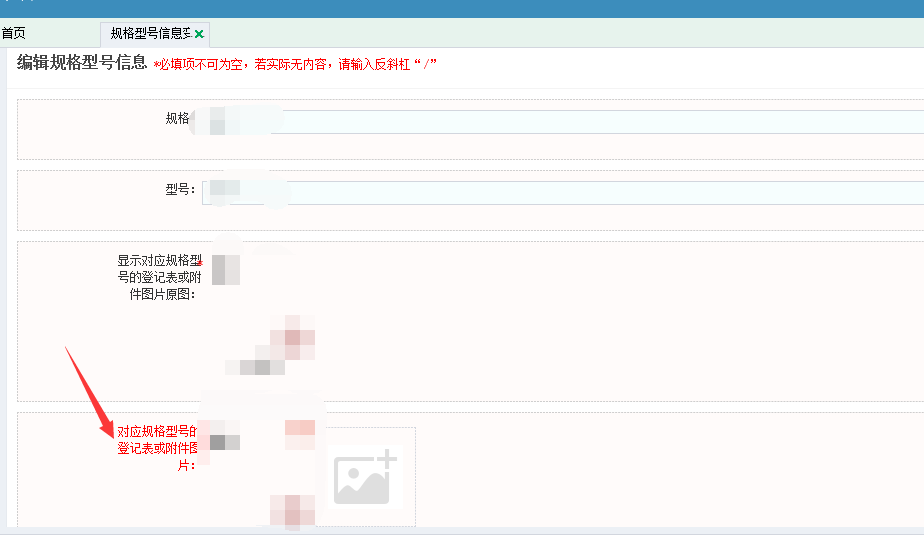 首页
规格型号信息变
编辑规格型号信息 *必填项不可为空，若实际无内容，请输入反斜杠“/”
规格
型号：
显示对应规格型*
号的登记表或附
件图片原图：
对应规格型号的
登记表或附件图
片：